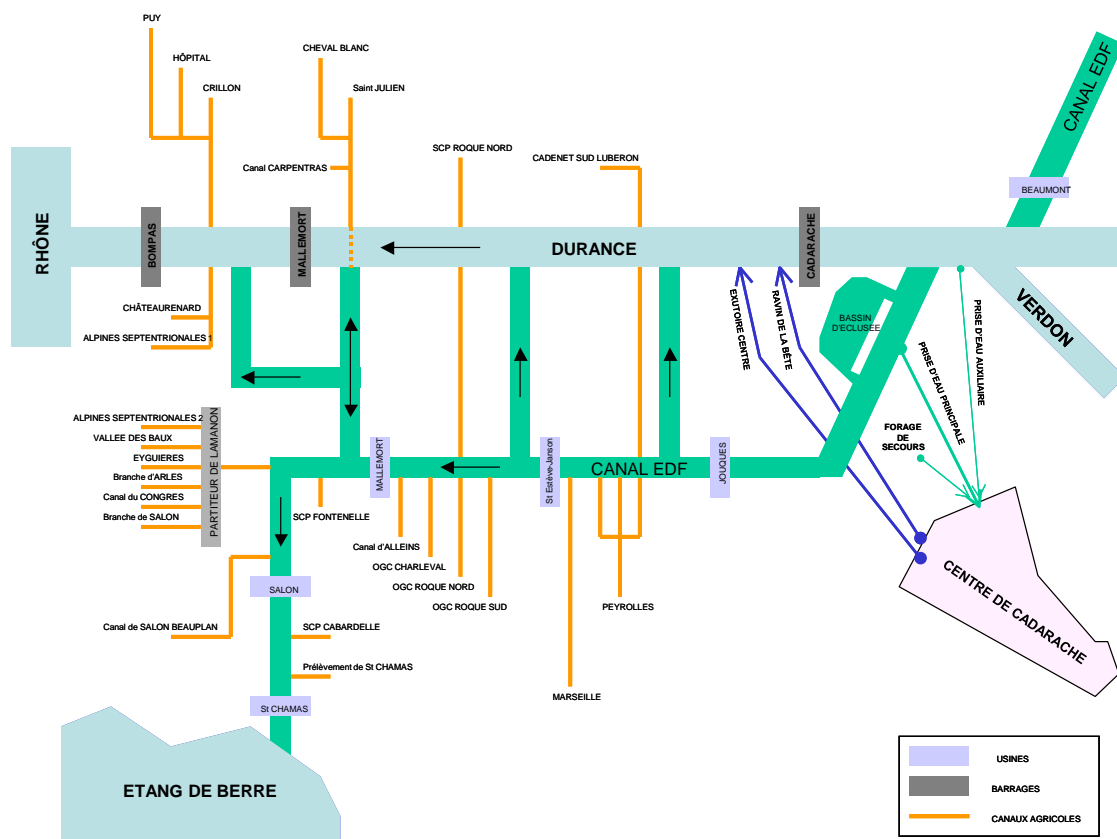 PUY
HÔPITAL
CRILLON
CHEVAL BLANC
Saint JULIEN
Canal CARPENTRAS
SCP ROQUE NORD
CADENET SUD LUBERON
CANAL EDF
BEAUMONT
RHÔNE
BOMPAS
MALLEMORT
DURANCE
CADARACHE
VERDON
CHÂTEAURENARD
ALPINES SEPTENTRIONALES 1
EXUTOIRE CENTRE
RAVIN DE LA BÊTE
BASSIN
D'ECLUSEE
PRISE D'EAU PRINCIPALE
PRISE D'EAU AUXILIAIRE
FORAGE
DE
SECOURS
ALPINES SEPTENTRIONALES 2
VALLEE DES BAUX
EYGUIERES
Branche d'ARLES
Canal du CONGRES
Branche de SALON
PARTITEUR DE LAMANON
MALLEMORT
St Estève-Janson
CANAL EDF
JOUQUES
SCP FONTENELLE
Canal d'ALLEINS
OGC CHARLEVAL
OGC ROQUE NORD
OGC ROQUE SUD
PEYROLLES
MARSEILLE
CENTRE DE CADARACHE
SALON
Canal de SALON BEAUPLAN
SCP CABARDELLE
Prélèvement de St CHAMAS
St CHAMAS
ETANG DE BERRE
USINES
BARRAGES
CANAUX AGRICOLES